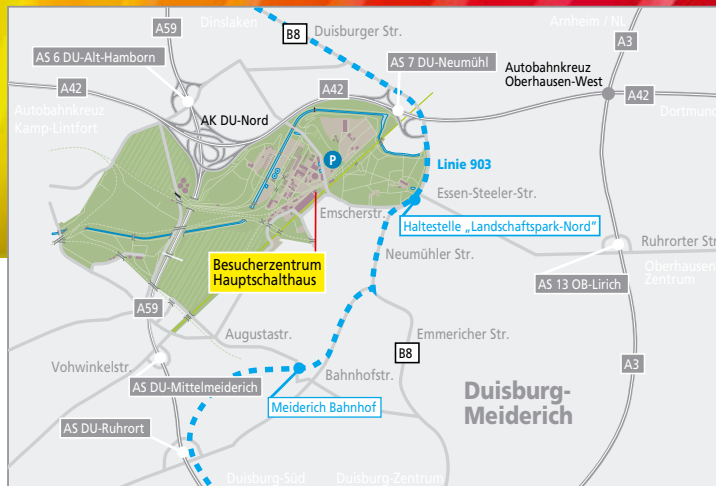 A59
Dinslaken
B8
Duisburger Str.
Arnheim / NL
A3
AS 6 DU-Alt-Hamborn
AS 7 DU-Neumühl
Autobahnkreuz
Oberhausen-West
A42
A42
A42
Autobahnkreuz
Kamp-Lintfort
AK DU-Nord
Dortmund
P
Linie 903
Essen-Steeler-Str.
Emscherstr.
Haltestelle „Landschaftspark-Nord"
Neumühler Str.
Ruhrorter Str.
Besucherzentrum
Hauptschalthaus
Oberhausen
Zentrum
AS 13 OB-Lirich
A59
Augustastr.
Emmericher Str.
B8
Vohwinkelstr.
Bahnhofstr.
A3
AS DU-Mittelmeiderich
Duisburg-
Meiderich
Meiderich Bahnhof
AS DU-Ruhrort
Duisburg-Süd
Duisburg-Zentrum